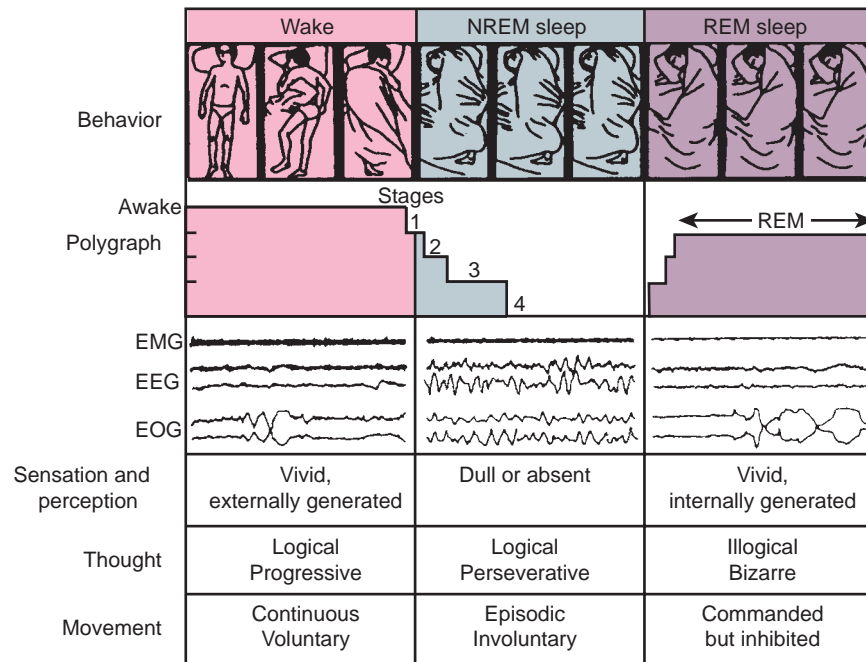 Wake NREM sleep REM sleep
Behavior
Stages
Awake
1
REM
Polygraph
2
3
4
EMG
EEG
EOG
Sensation and perception
Vivid, externally generated
Dull or absent
Vivid, internally generated
Thought
Logical Progressive
Logical Perseverative
Illogical Bizarre
Movement
Continuous Voluntary
Episodic Involuntary
Commanded but inhibited